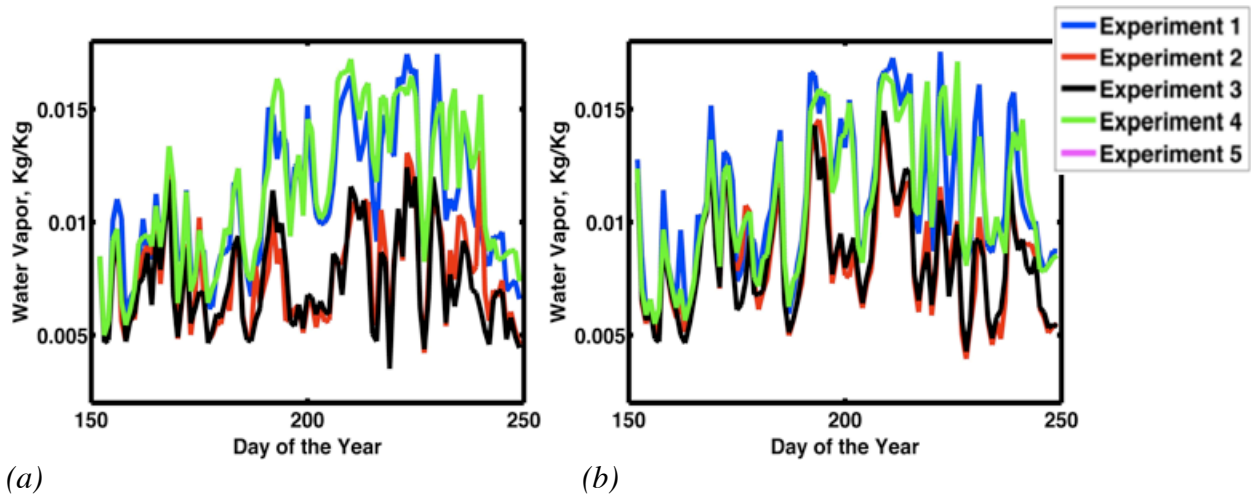 Experiment 1
Experiment 2
Experiment 3
Experiment 4
Experiment 5
Water Vapor, Kg/Kg
0.015
0.01
0.005
150
200
250
Day of the Year
(a)
Water Vapor, Kg/Kg
0.015
0.01
0.005
150
200
250
Day of the Year
(b)